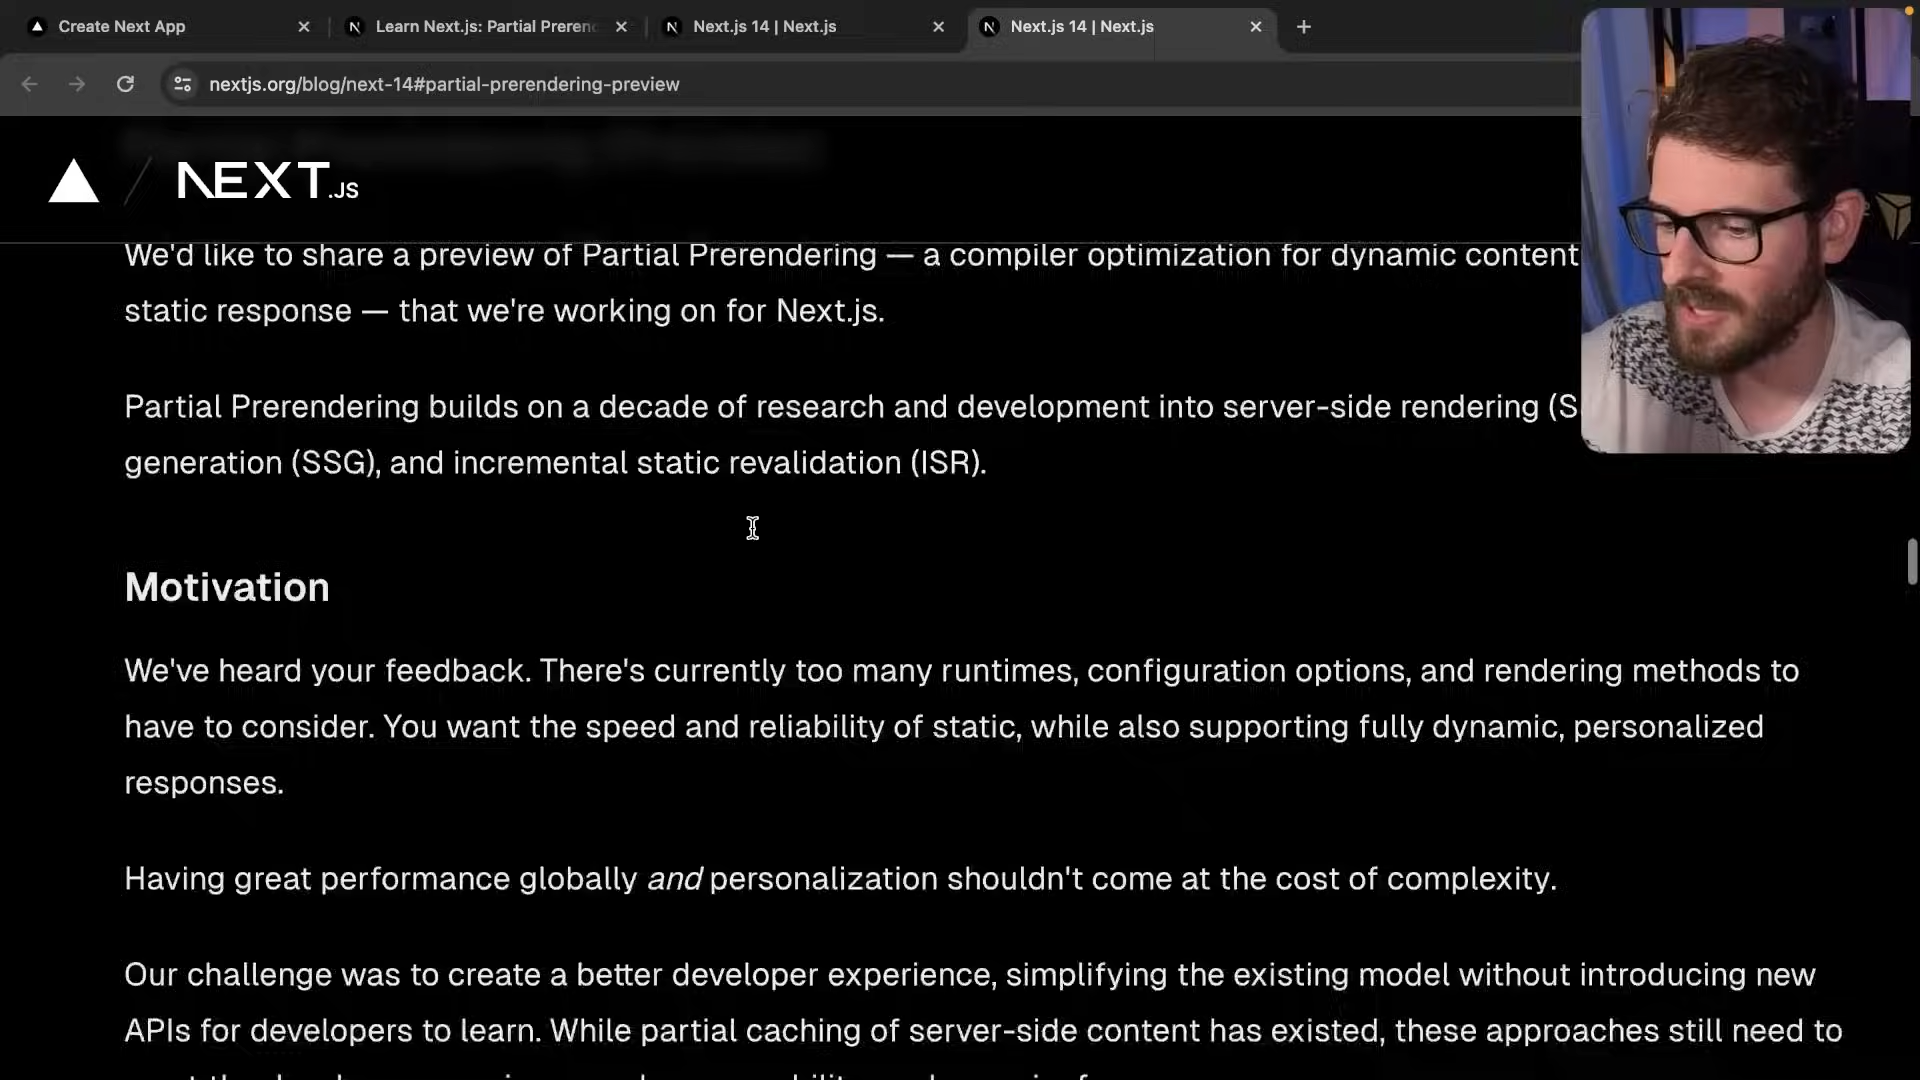 Create Next App
Learn Next.js: Partial Preren
Next.js 14 | Next.js
Next.js 14 | Next.js
nextjs.org/blog/next-14#partial-prerendering-preview
NEXT.JS
We'd like to share a preview of Partial Prerendering — a compiler optimization for dynamic content
static response — that we're working on for Next.js.
Partial Prerendering builds on a decade of research and development into server-side rendering (S
generation (SSG), and incremental static revalidation (ISR).
Motivation
We've heard your feedback. There's currently too many runtimes, configuration options, and rendering methods to
have to consider. You want the speed and reliability of static, while also supporting fully dynamic, personalized
responses.
Having great performance globally and personalization shouldn't come at the cost of complexity.
Our challenge was to create a better developer experience, simplifying the existing model without introducing new
APIs for developers to learn. While partial caching of server-side content has existed, these approaches still need to